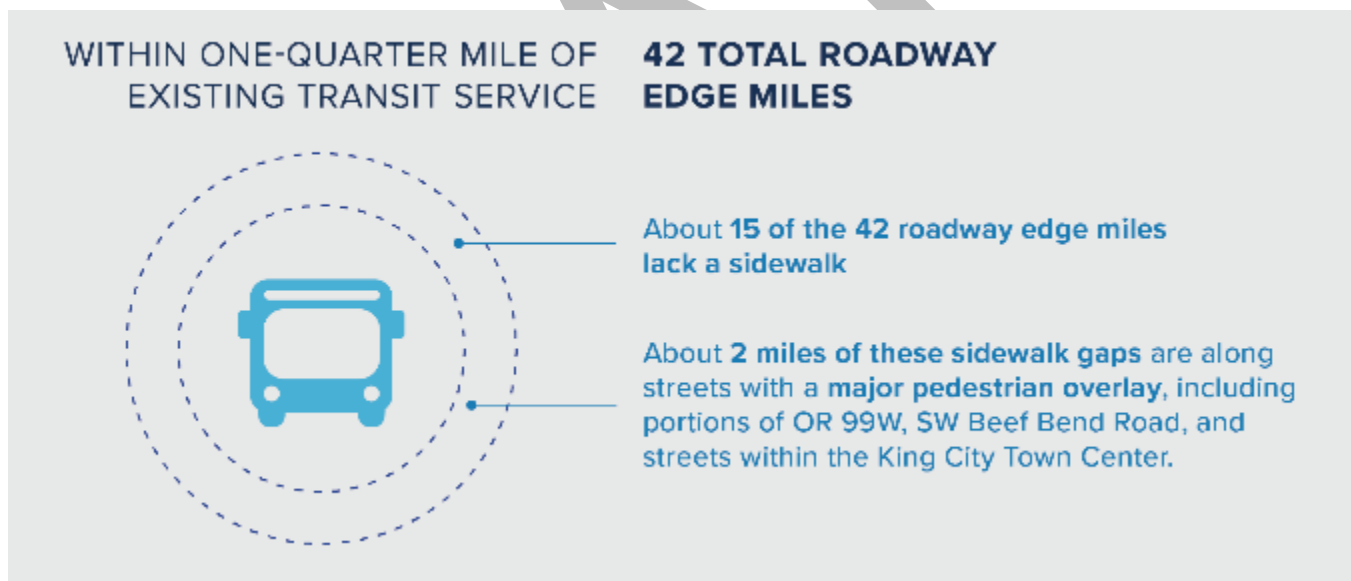 WITHIN ONE-QUARTER MILE OF
EXISTING TRANSIT SERVICE
42 TOTAL ROADWAY
EDGE MILES
About 15 of the 42 roadway edge miles
lack a sidewalk
About 2 miles of these sidewalk gaps are along
streets with a major pedestrian overlay, including
portions of OR 99W, SW Beef Bend Road, and
streets within the King City Town Center.